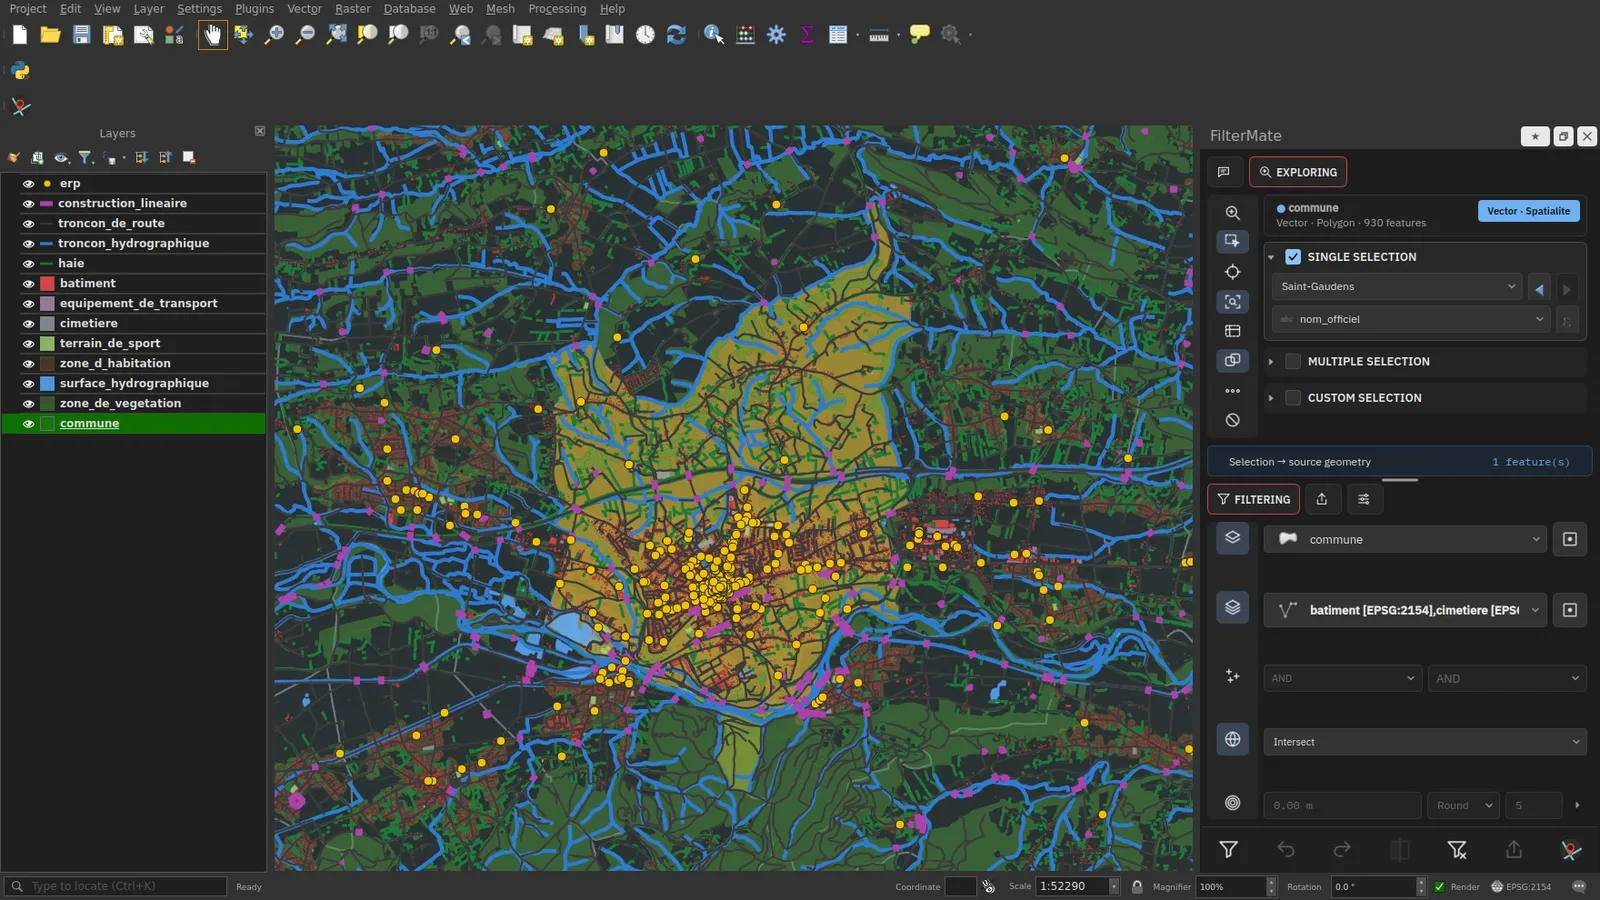 Project Edit View Layer Settings Plugins Vector Raster Database Web Mesh Processing Help
Layers
erp
construction_lineaire
troncon_de_route
troncon_hydrographique
haie
batiment
equipement_de_transport
cimetiere
terrain_de_sport
zone_d_habitation
surface_hydrographique
zone_de_vegetation
commune
FilterMate
EXPLORING
commune
Vector · Polygon · 930 features
Vector · Spatialite
SINGLE SELECTION
Saint-Gaudens
abc nom_officiel
MULTIPLE SELECTION
CUSTOM SELECTION
Selection → source geometry 1 feature(s)
FILTERING
commune
batiment [EPSG:2154],cimetiere [EPS
AND AND
Intersect
0.00 m Round 5
Type to locate (Ctrl+K) Ready Coordinate Scale 1:52290 Magnifier 100% Rotation 0.0 ° Render EPSG:2154